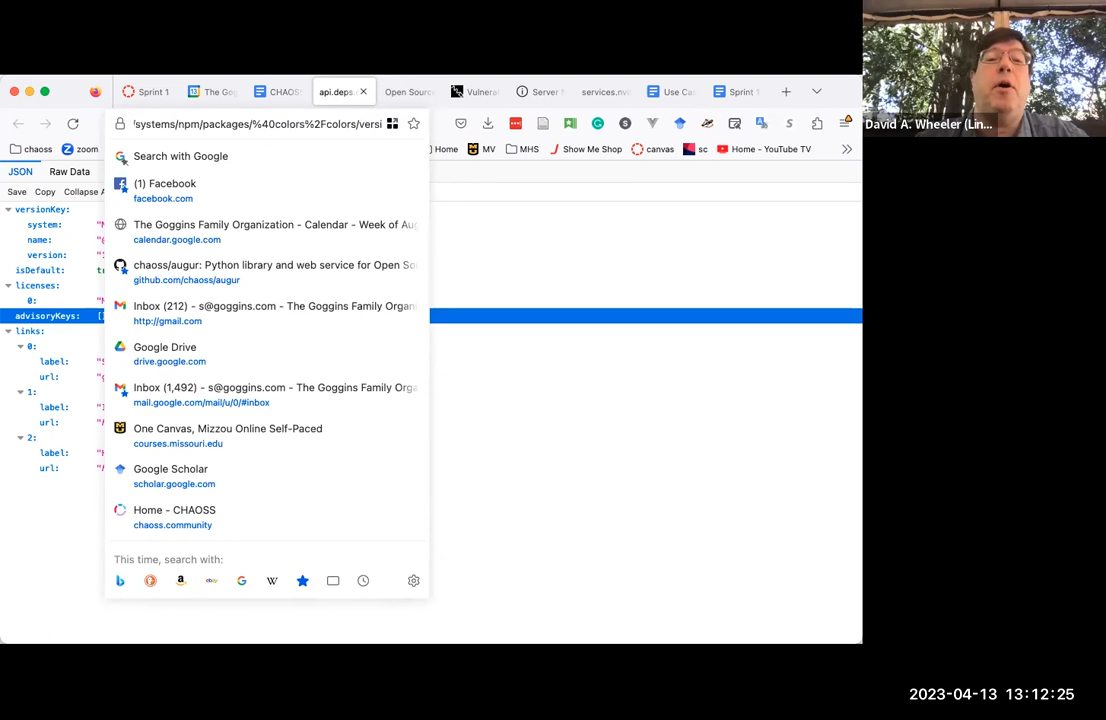 Sprint 1
The Gog
CHAOSS
api.deps.
Open Sourc
Vulnera
Server
services.nvd
Use Ca
Sprint 1
/systems/npm/packages/%40colors%2Fcolors/versi
chaoss
zoom
Home
MV
MHS
Show Me Shop
canvas
sc
Home - YouTube TV
JSON
Raw Data
Save
Copy
Collapse A
versionKey:
system:
name:
version:
isDefault:
tr
licenses:
0:
advisoryKeys:
[]
links:
0:
label:
url:
1:
label:
url:
2:
label:
url:
Search with Google
(1) Facebook
facebook.com
The Goggins Family Organization - Calendar - Week of Aug
calendar.google.com
chaoss/augur: Python library and web service for Open So
github.com/chaoss/augur
Inbox (212) - s@goggins.com - The Goggins Family Organi
http://gmail.com
Google Drive
drive.google.com
Inbox (1,492) - s@goggins.com - The Goggins Family Orga
mail.google.com/mail/u/0/#inbox
One Canvas, Mizzou Online Self-Paced
courses.missouri.edu
Google Scholar
scholar.google.com
Home - CHAOSS
chaoss.community
This time, search with:
David A. Wheeler (Lin...
2023-04-13 13:12:25